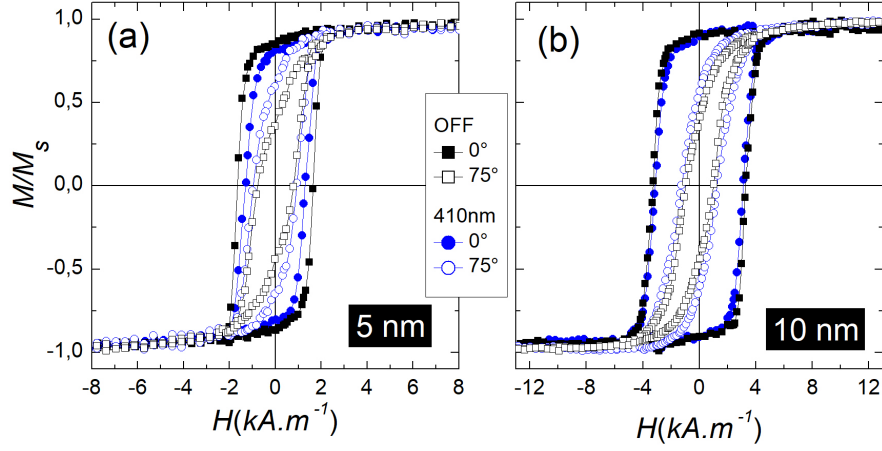 (a)
(b)
1,0
0,5
0,0
-0,5
-1,0
M/Ms
OFF
0°
75°
410nm
0°
75°
5 nm
10 nm
-8 -6 -4 -2 0 2 4 6 8
-12 -8 -4 0 4 8 12
H(kA.m⁻¹)
H(kA.m⁻¹)